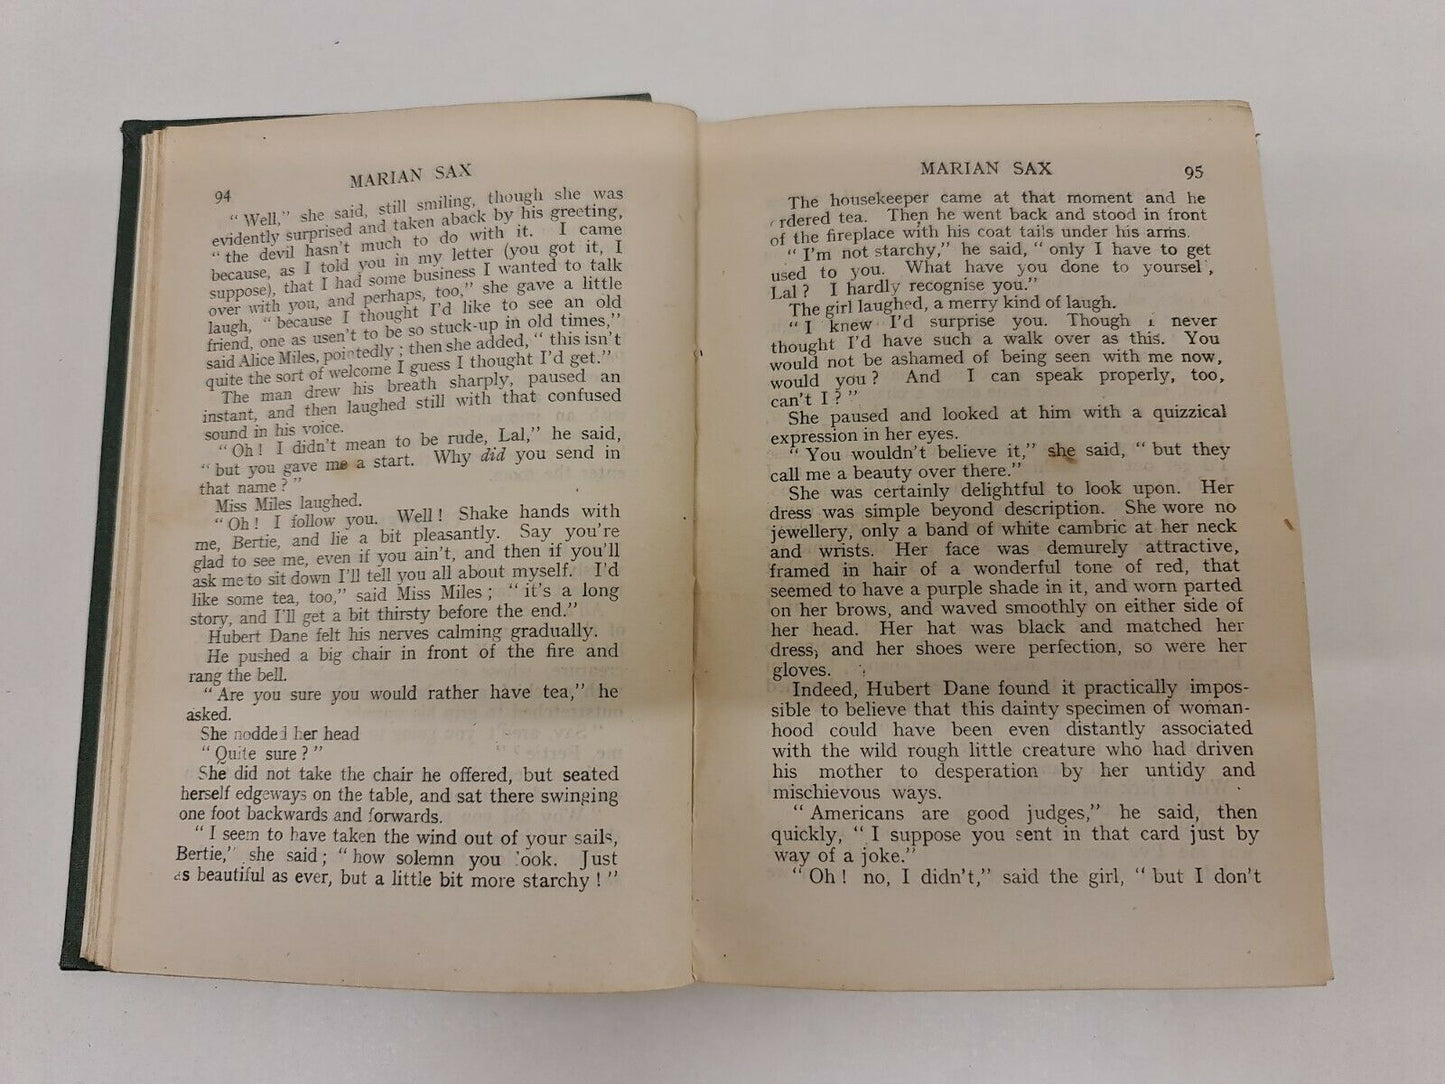 94
MARIAN SAX
"Well," she said, still smiling, though she was
evidently surprised and taken aback by his greeting,
"the devil hasn't much to do with it. I came
because, as I told you in my letter (you got it, I
suppose), that I had some business I wanted to talk
over with you, and perhaps, too," she gave a little
laugh, "because I thought I'd like to see an old
friend, one as usen't to be so stuck-up in old times,"
said Alice Miles, pointedly; then she added, "this isn't
quite the sort of welcome I guess I thought I'd get."
The man drew his breath sharply, paused an
instant, and then laughed still with that confused
sound in his voice.
"Oh! I didn't mean to be rude, Lal," he said,
"but you gave me a start. Why did you send in
that name?"
Miss Miles laughed.
"Oh! I follow you. Well! Shake hands with
me, Bertie, and lie a bit pleasantly. Say you're
glad to see me, even if you ain't, and then if you'll
ask me to sit down I'll tell you all about myself. I'd
like some tea, too," said Miss Miles; "it's a long
story, and I'll get a bit thirsty before the end."
Hubert Dane felt his nerves calming gradually.
He pushed a big chair in front of the fire and
rang the bell.
"Are you sure you would rather have tea," he
asked.
She nodded her head
"Quite sure?"
She did not take the chair he offered, but seated
herself edgeways on the table, and sat there swinging
one foot backwards and forwards.
"I seem to have taken the wind out of your sails,
Bertie," she said; "how solemn you look. Just
as beautiful as ever, but a little bit more starchy!"
MARIAN SAX
95
The housekeeper came at that moment and he
rdered tea. Then he went back and stood in front
of the fireplace with his coat tails under his arms.
"I'm not starchy," he said, "only I have to get
used to you. What have you done to yoursel',
Lal? I hardly recognise you."
The girl laughed, a merry kind of laugh.
"I knew I'd surprise you. Though I never
thought I'd have such a walk over as this. You
would not be ashamed of being seen with me now,
would you? And I can speak properly, too,
can't I?"
She paused and looked at him with a quizzical
expression in her eyes.
"You wouldn't believe it," she said, "but they
call me a beauty over there."
She was certainly delightful to look upon. Her
dress was simple beyond description. She wore no
jewellery, only a band of white cambric at her neck
and wrists. Her face was demurely attractive,
framed in hair of a wonderful tone of red, that
seemed to have a purple shade in it, and worn parted
on her brows, and waved smoothly on either side of
her head. Her hat was black and matched her
dress, and her shoes were perfection, so were her
gloves.
Indeed, Hubert Dane found it practically impos-
sible to believe that this dainty specimen of woman-
hood could have been even distantly associated
with the wild rough little creature who had driven
his mother to desperation by her untidy and
mischievous ways.
"Americans are good judges," he said, then
quickly, "I suppose you sent in that card just by
way of a joke."
"Oh! no, I didn't," said the girl, "but I don't